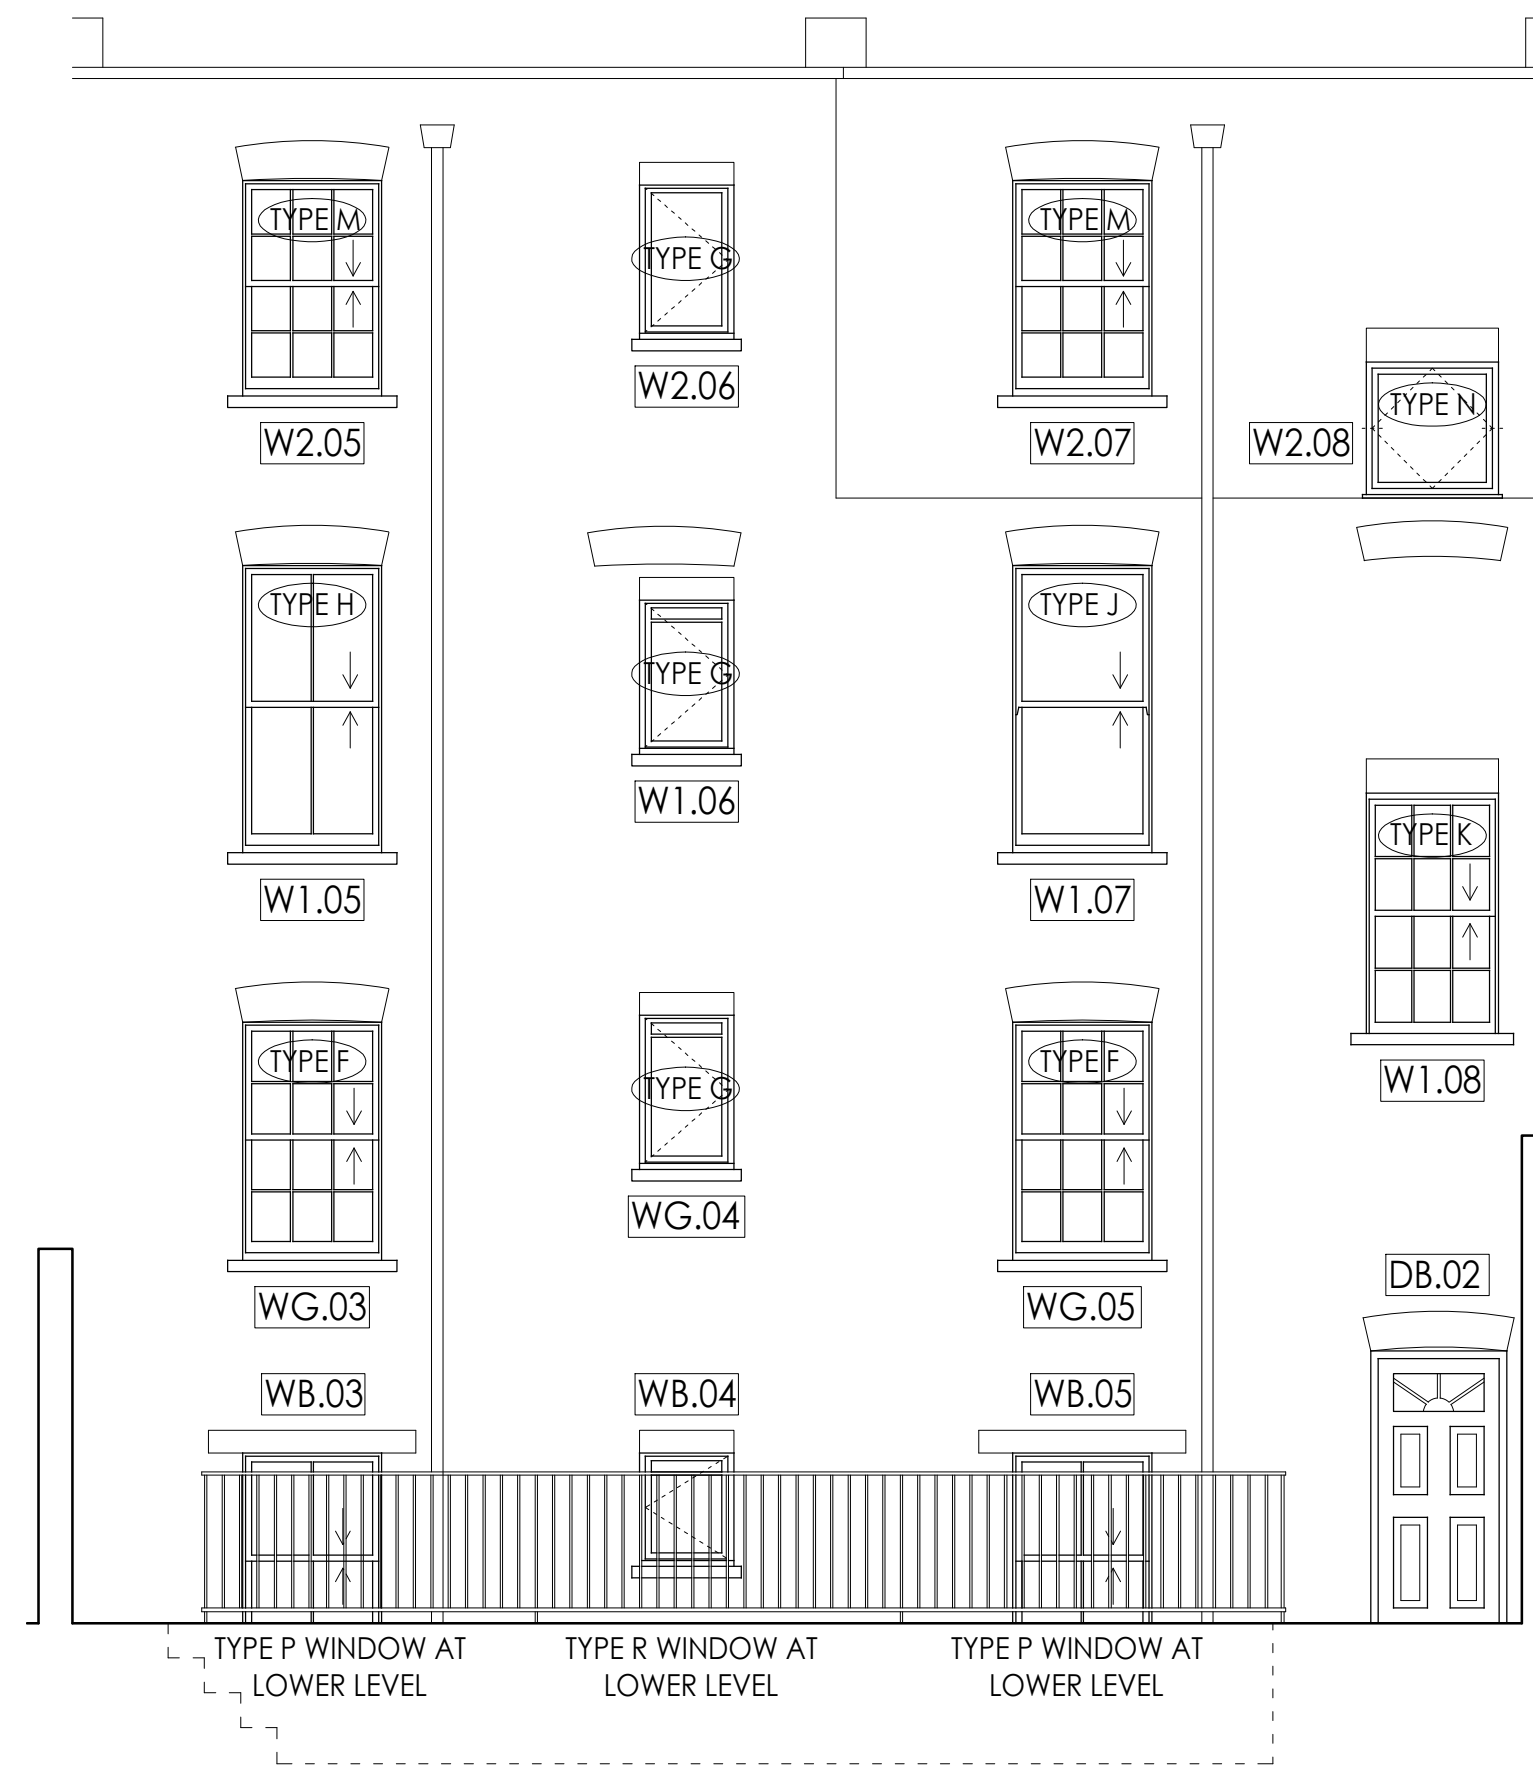 TYPE M
TYPE G
TYPE M
W2.06
TYPE N
W2.05
W2.07
W2.08
TYPE H
TYPE J
TYPE G
W1.06
TYPE K
W1.05
W1.07
TYPE F
TYPE G
TYPE F
W1.08
WG.04
DB.02
WG.03
WG.05
WB.03
WB.04
WB.05
TYPE P WINDOW AT
LOWER LEVEL
TYPE R WINDOW AT
LOWER LEVEL
TYPE P WINDOW AT
LOWER LEVEL